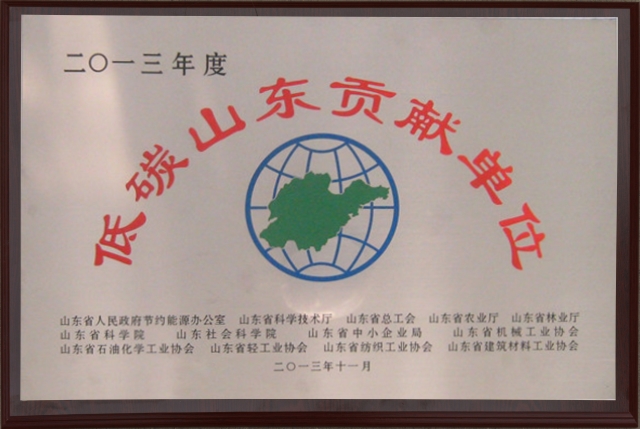 二〇一三年度
低碳山东贡献单位
山东省人民政府节约能源办公室 山东省科学技术厅 山东省总工会 山东省农业厅 山东省林业厅
山东省科学院 山东社会科学院 山东省中小企业局 山东省机械工业协会
山东省石油化学工业协会 山东省轻工业协会 山东省纺织工业协会 山东省建筑材料工业协会
二〇一三年十一月